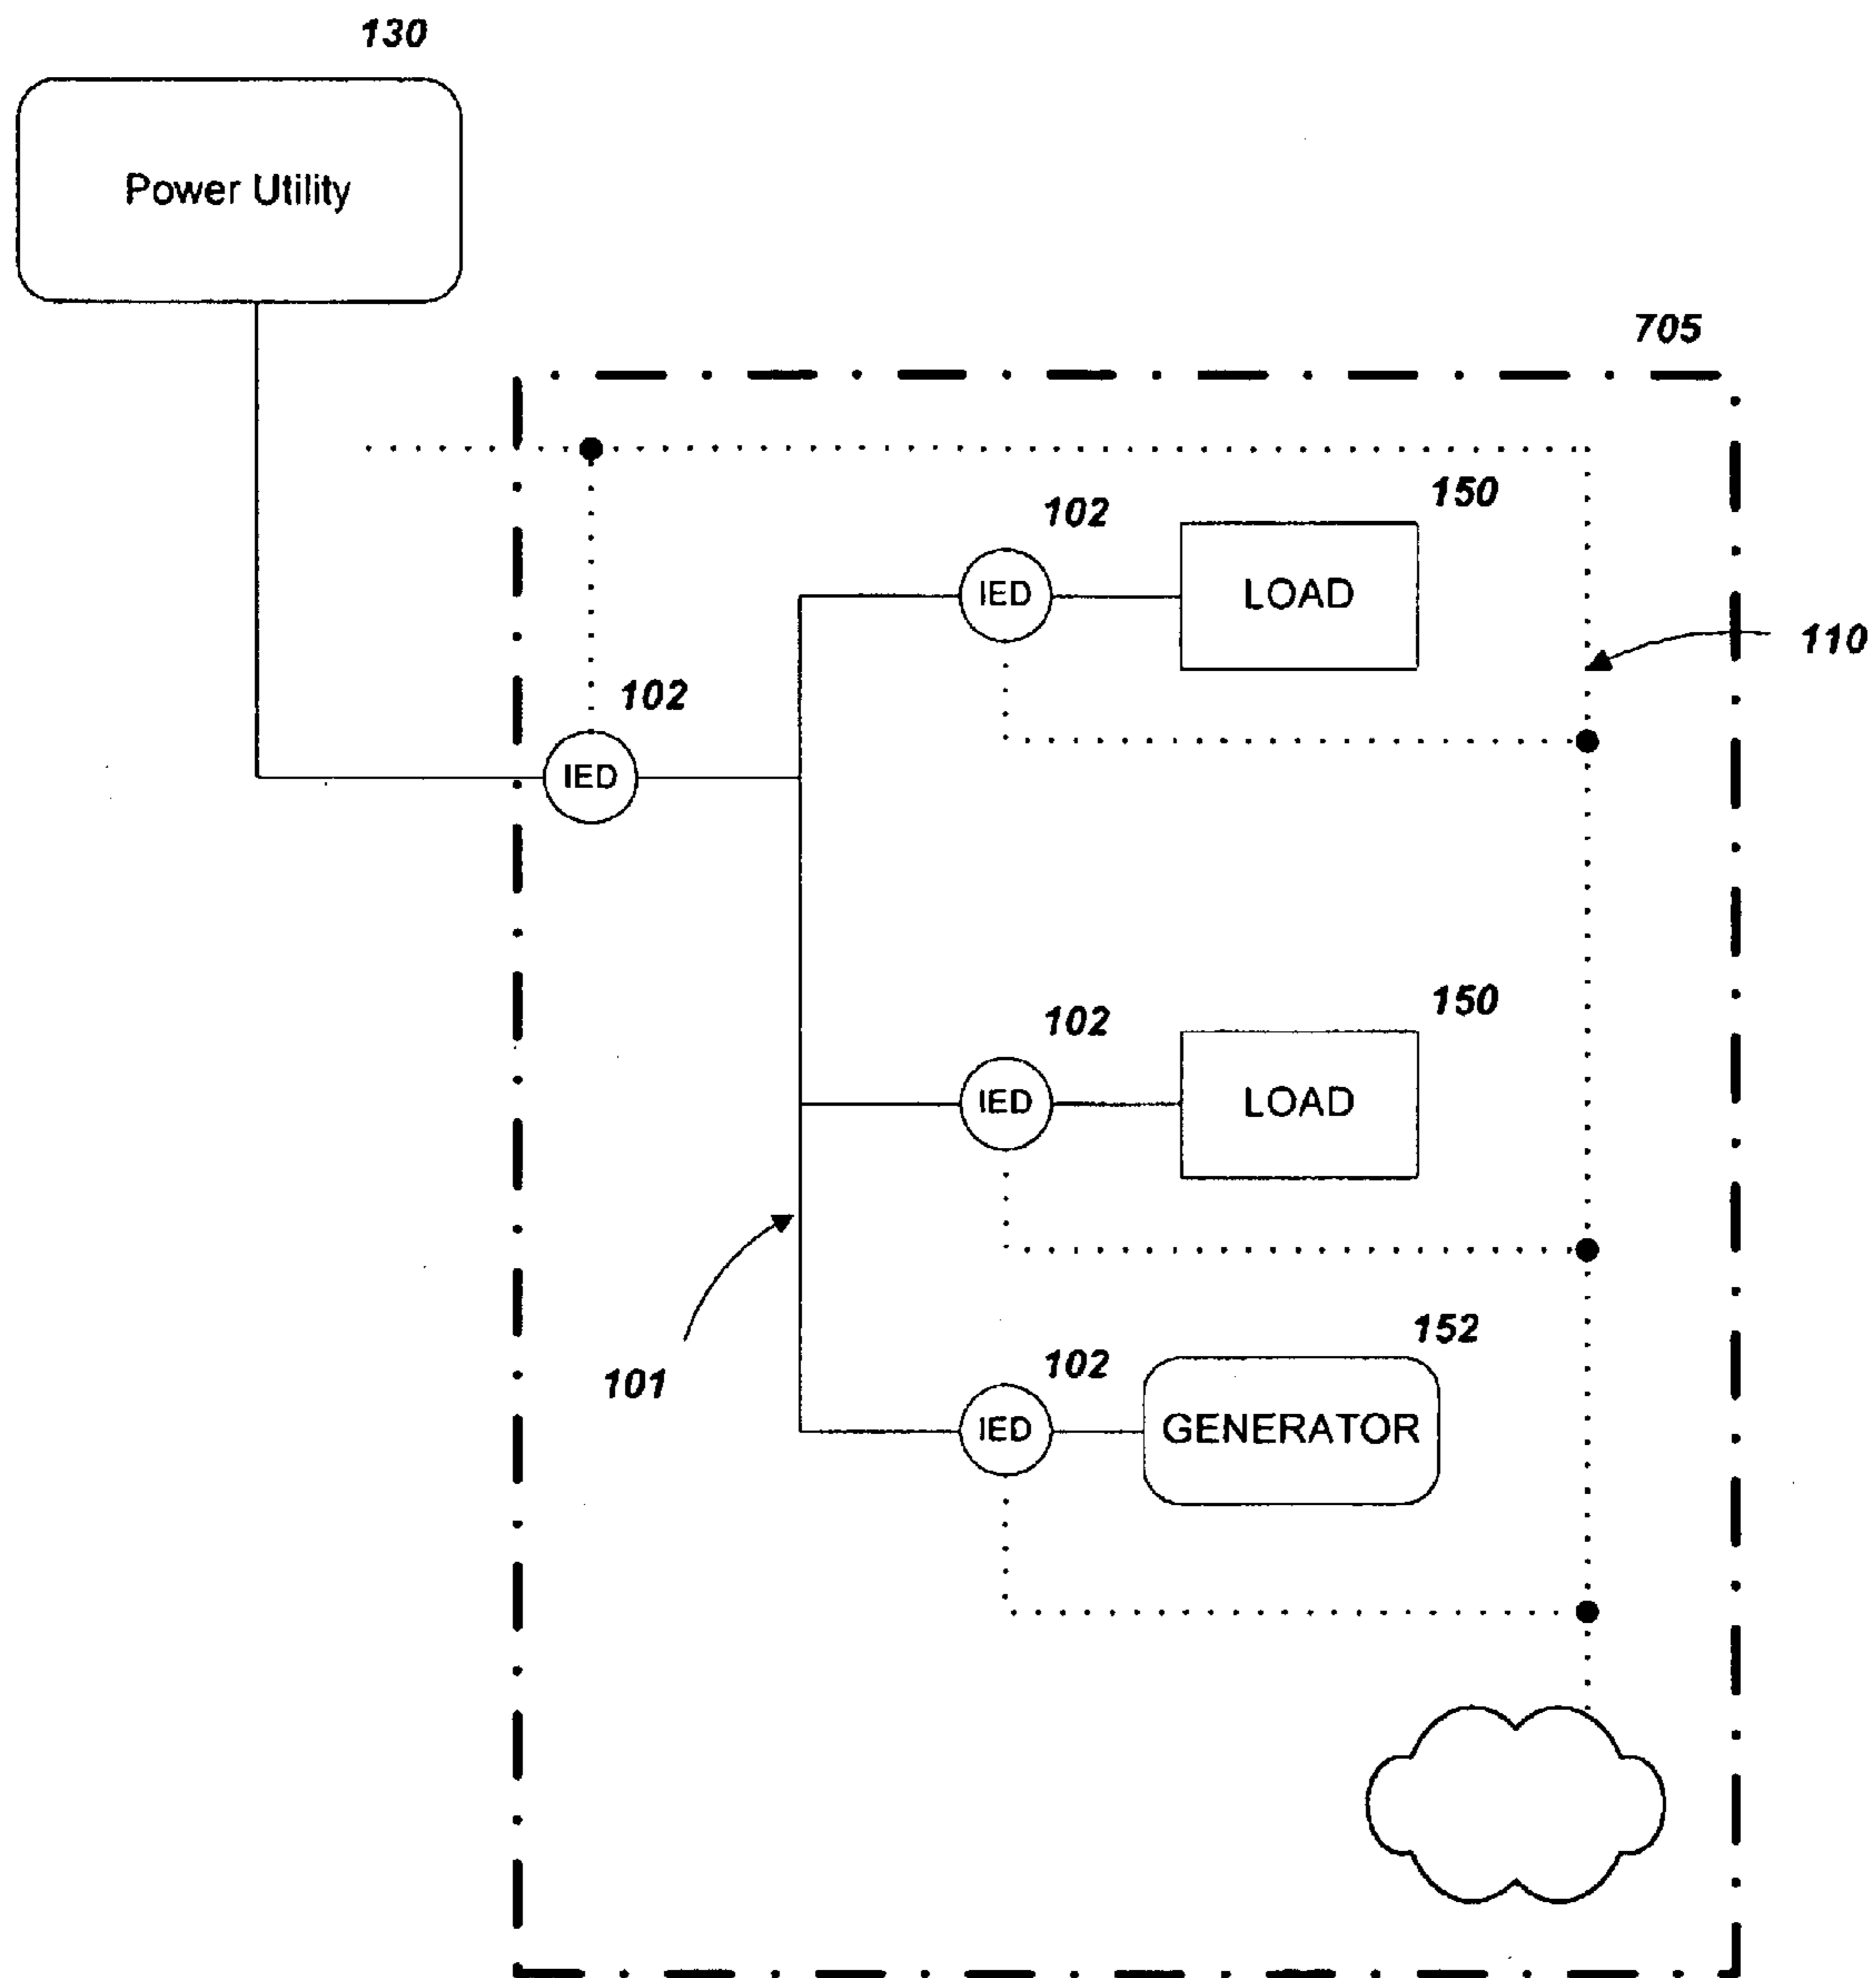 130
Power Utility
705
150
102
IED
LOAD
110
102
IED
150
102
IED
LOAD
152
102
101
IED
GENERATOR